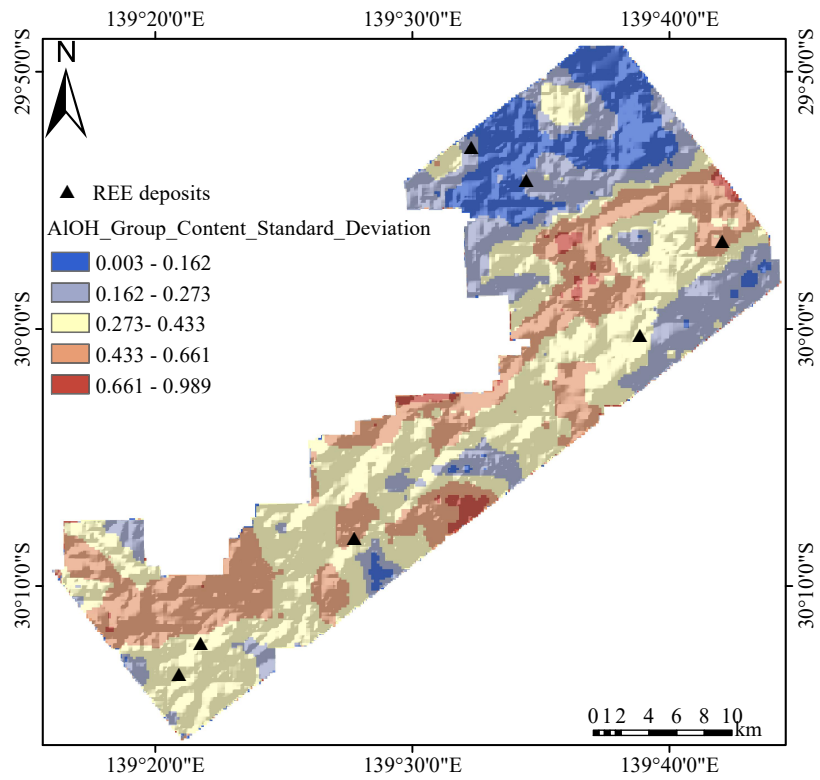 139°20'0"E 139°30'0"E 139°40'0"E
29°50'0"S 29°50'0"S
N
REE deposits
AlOH_Group_Content_Standard_Deviation
0.003 - 0.162
0.162 - 0.273
0.273- 0.433
0.433 - 0.661
0.661 - 0.989
30°0'0"S 30°0'0"S
30°10'0"S 30°10'0"S
0 1 2 4 6 8 10
km
139°20'0"E 139°30'0"E 139°40'0"E